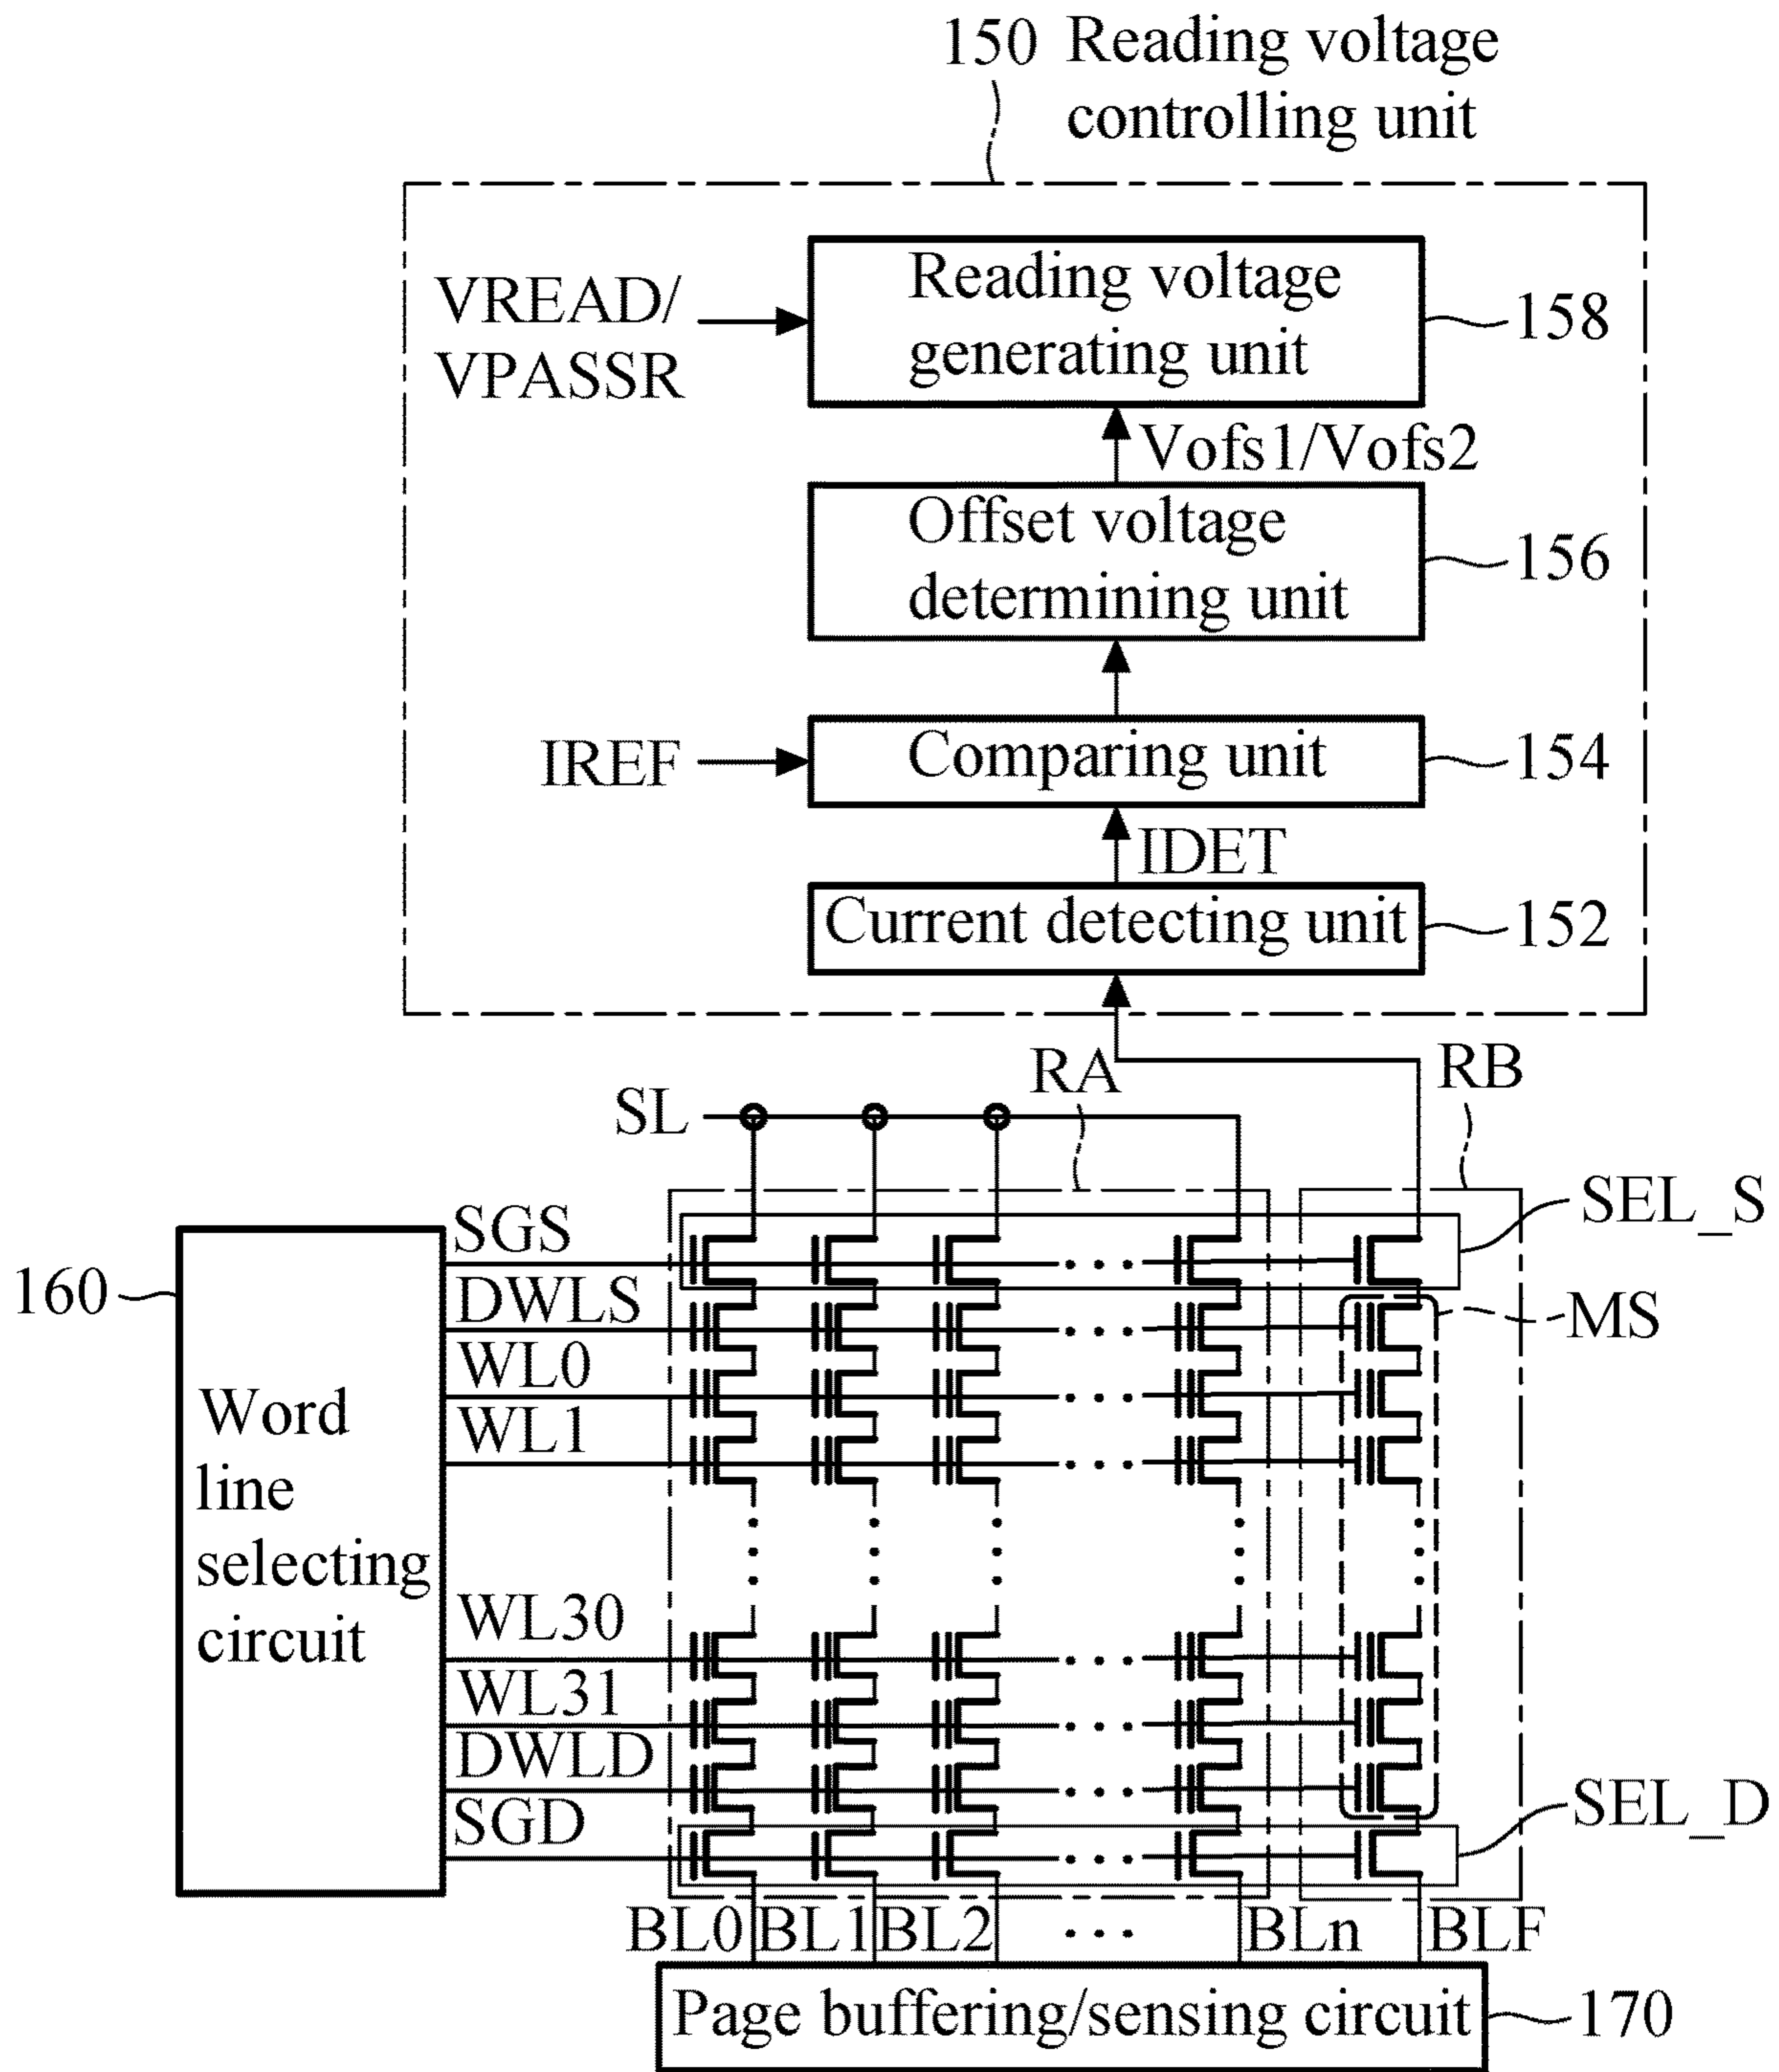 150 Reading voltage
controlling unit
VREAD/
VPASSR
Reading voltage
generating unit
158
Vofs1/Vofs2
Offset voltage
determining unit
156
IREF
Comparing unit
154
IDET
Current detecting unit
152
RA
RB
SL
SEL_S
MS
160
Word
line
selecting
circuit
SGS
DWLS
WL0
WL1
WL30
WL31
DWLD
SGD
SEL_D
BL0 BL1 BL2 ... BLn BLF
Page buffering/sensing circuit
170